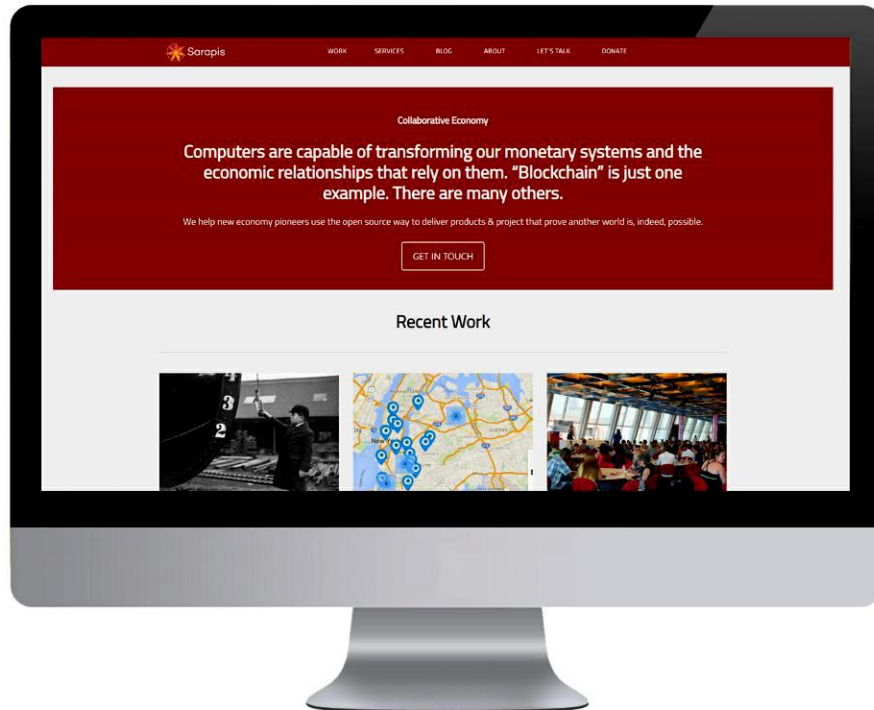 Sarapis
WORK SERVICES BLOG ABOUT LET'S TALK DONATE
Collaborative Economy
Computers are capable of transforming our monetary systems and the
economic relationships that rely on them. “Blockchain” is just one
example. There are many others.
We help new economy pioneers use the open source way to deliver products & project that prove another world is, indeed, possible.
GET IN TOUCH
Recent Work
4
3
2
New Y
QUEENS